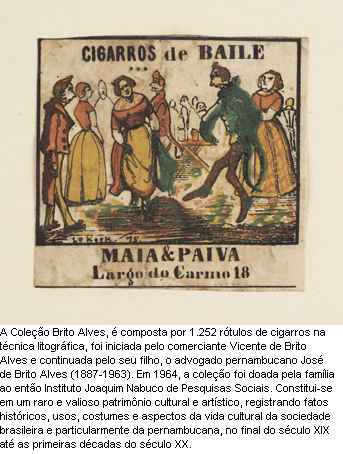 CIGARROS de BAILE
MAIA & PAIVA
Largo do Carmo 18
A Coleção Brito Alves, é composta por 1.252 rótulos de cigarros na
técnica litográfica, foi iniciada pelo comerciante Vicente de Brito
Alves e continuada pelo seu filho, o advogado pernambucano José
de Brito Alves (1887-1963). Em 1964, a coleção foi doada pela família
ao então Instituto Joaquim Nabuco de Pesquisas Sociais. Constitui-se
em um raro e valioso patrimônio cultural e artístico, registrando fatos
históricos, usos, costumes e aspectos da vida cultural da sociedade
brasileira e particularmente da pernambucana, no final do século XIX
até as primeiras décadas do século XX.